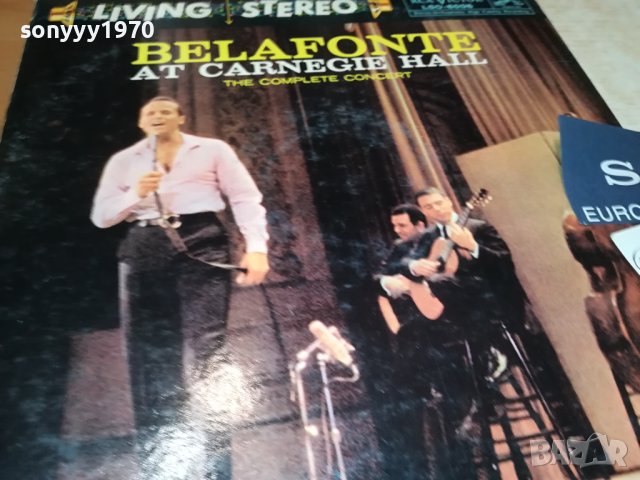 sonyyy1970
LIVING STEREO
BELAFONTE
AT CARNEGIE HALL
THE COMPLETE CONCERT
S
EURO
BAZAR